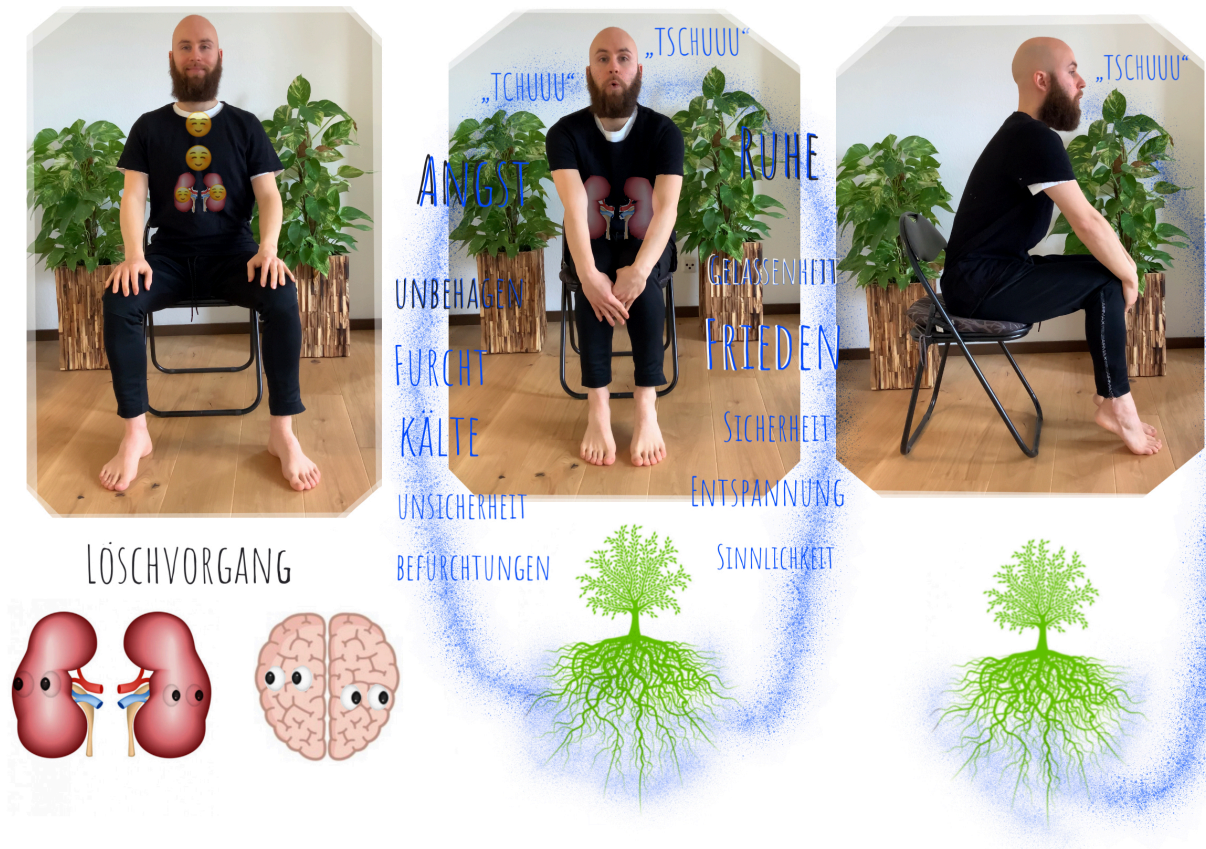 „TSCHUUU“
„TCHUUU“
„TSCHUUU“
ANGST
RUHE
UNBEHAGEN
GELASSENHEIT
FURCHT
FRIEDEN
KÄLTE
SICHERHEIT
UNSICHERHEIT
ENTSPANNUNG
BEFÜRCHTUNGEN
SINNLICHKEIT
LÖSCHVORGANG